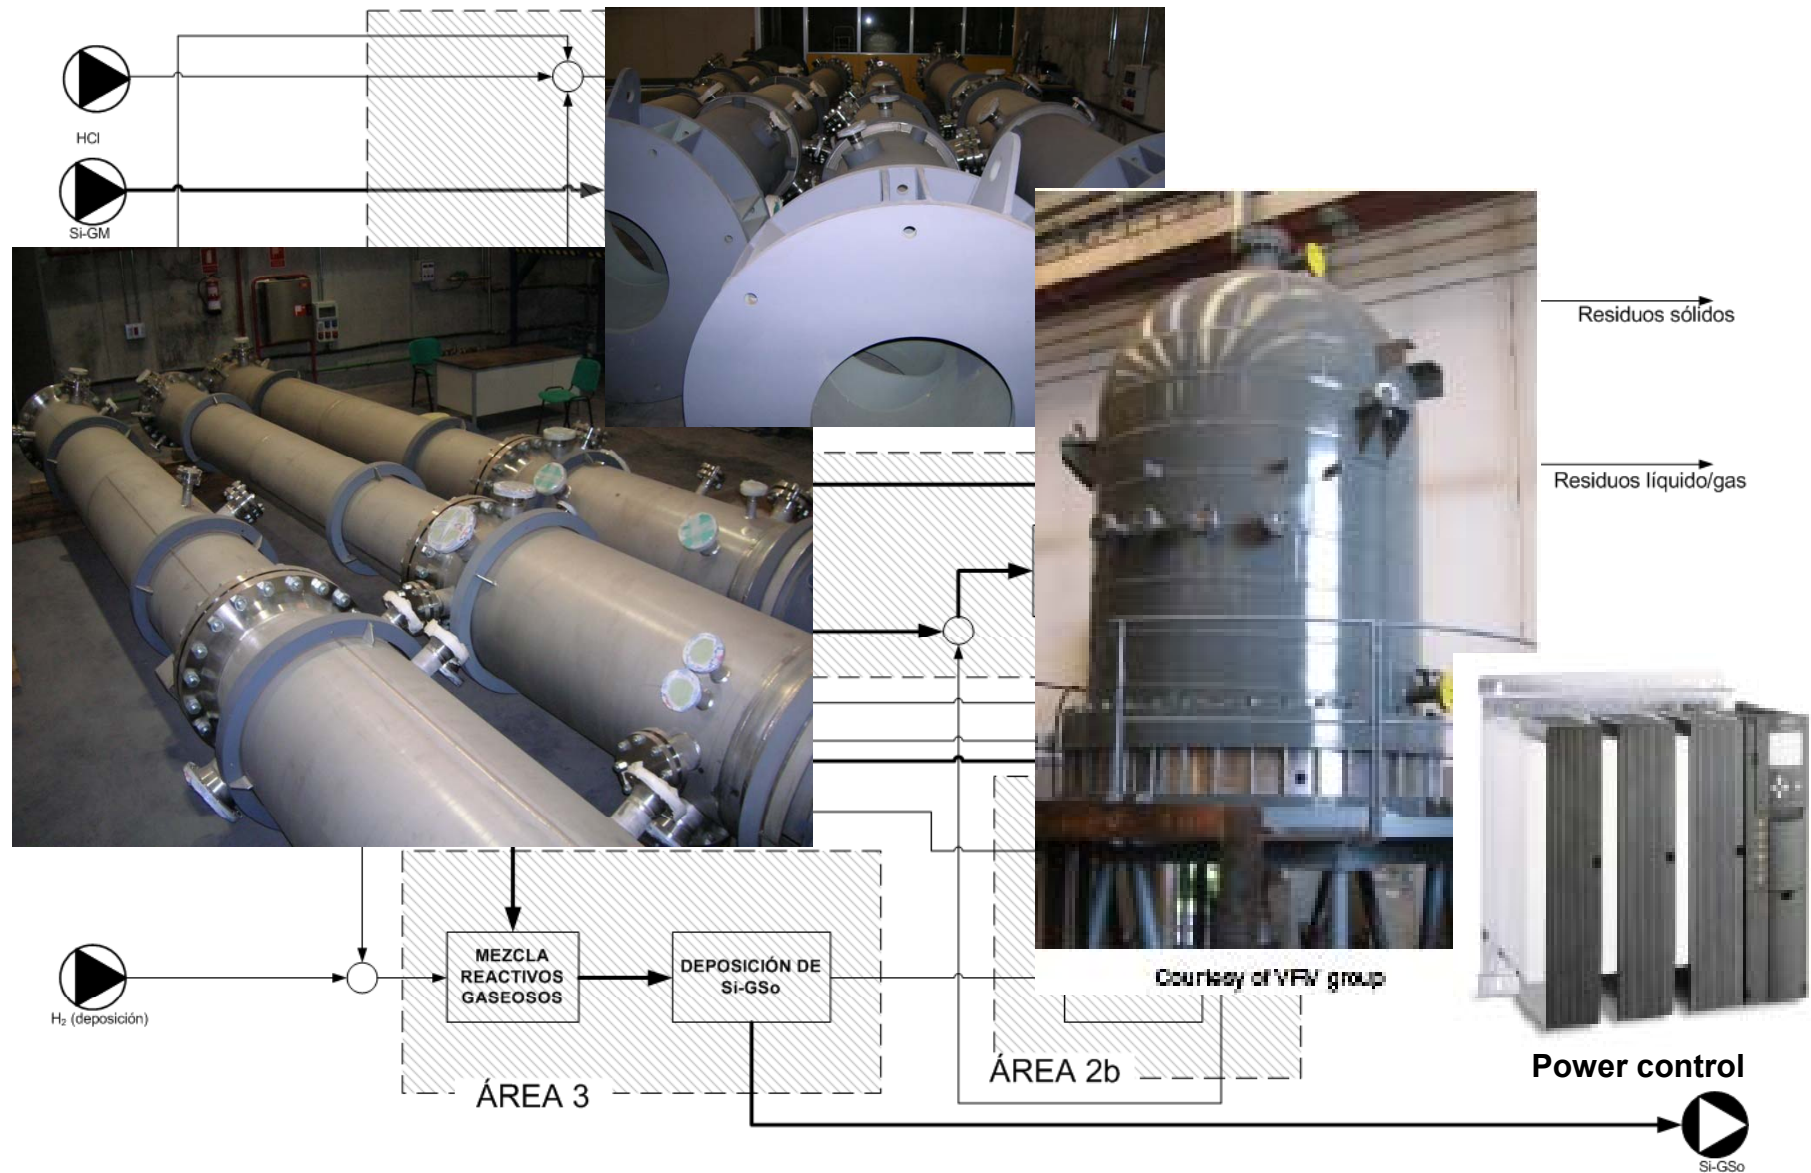 HCl
Si-GM
Residuos sólidos
Residuos líquido/gas
MEZCLA
REACTIVOS
GASEOSOS
DEPOSICIÓN DE
Si-GSo
H₂ (deposición)
Courtesy of VFW group
ÁREA 3
ÁREA 2b
Power control
Si-GSo